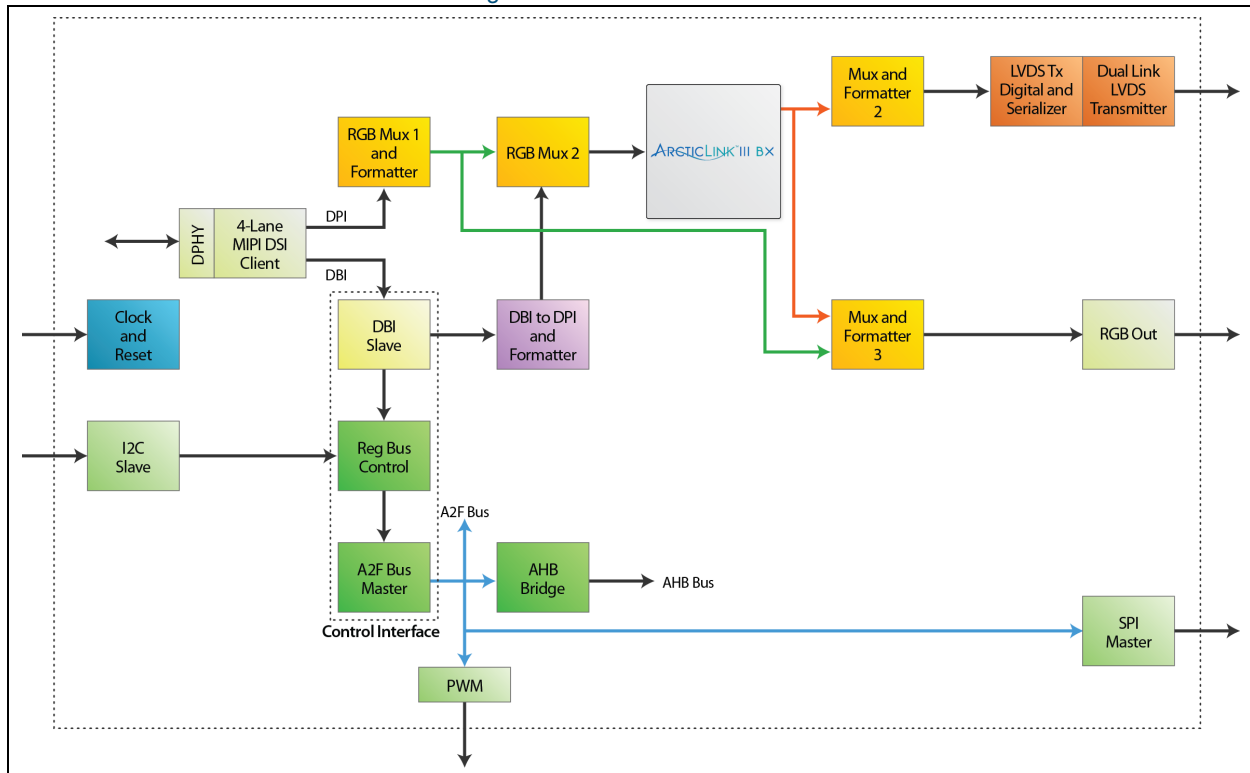 Mux and
Formatter
2
LVDS Tx
Digital and
Serializer
Dual Link
LVDS
Transmitter
RGB Mux 1
and
Formatter
RGB Mux 2
ARCTICLINK III BX
DPI
DPHY
4-Lane
MIPI DSI
Client
DBI
Clock
and
Reset
DBI
Slave
DBI to DPI
and
Formatter
Mux and
Formatter
3
RGB Out
I2C
Slave
Reg Bus
Control
A2F Bus
A2F Bus
Master
AHB
Bridge
AHB Bus
Control Interface
SPI
Master
PWM